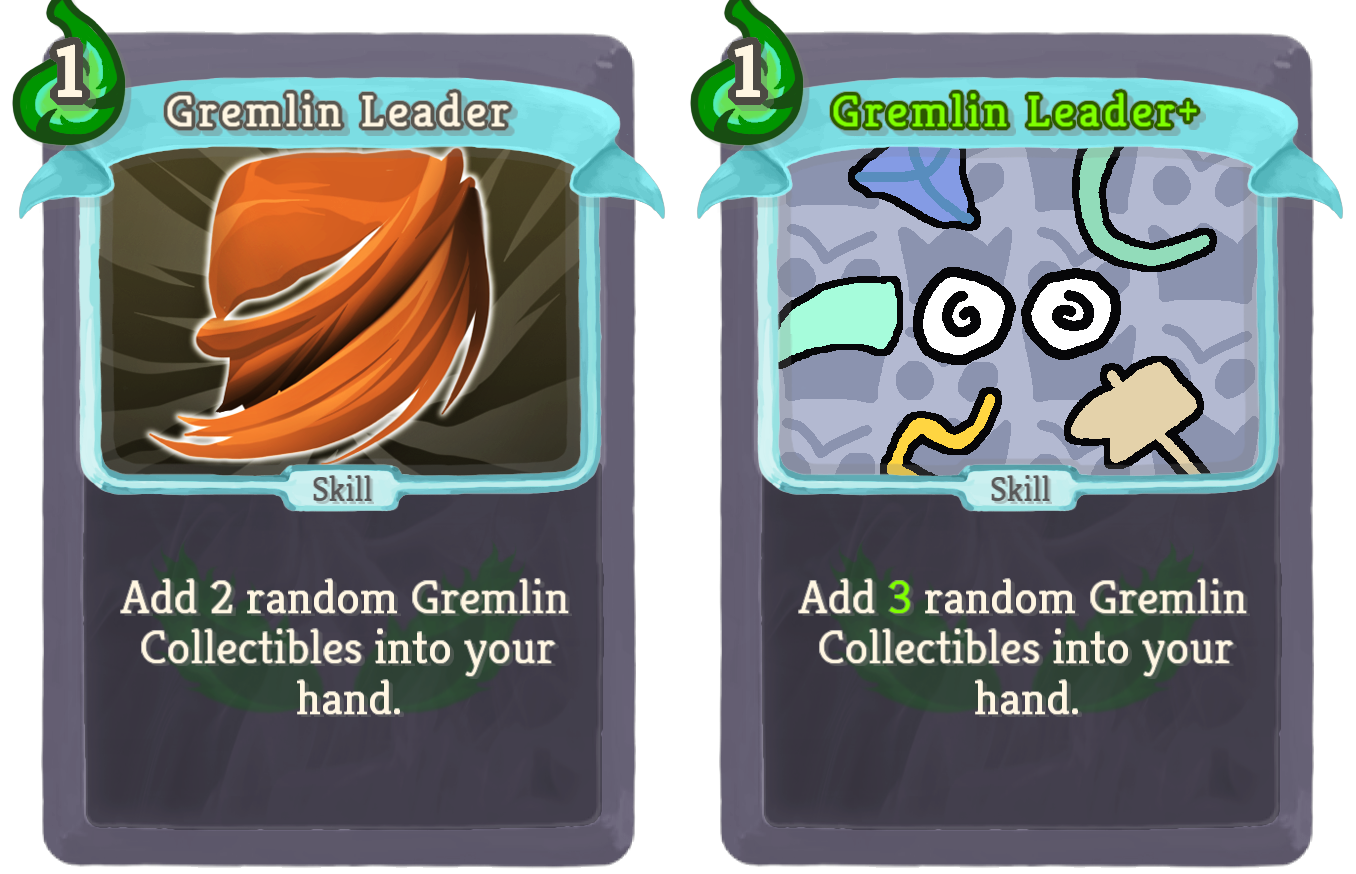 1
Gremlin Leader
Skill
Add 2 random Gremlin
Collectibles into your
hand.
1
Gremlin Leader+
Skill
Add 3 random Gremlin
Collectibles into your
hand.